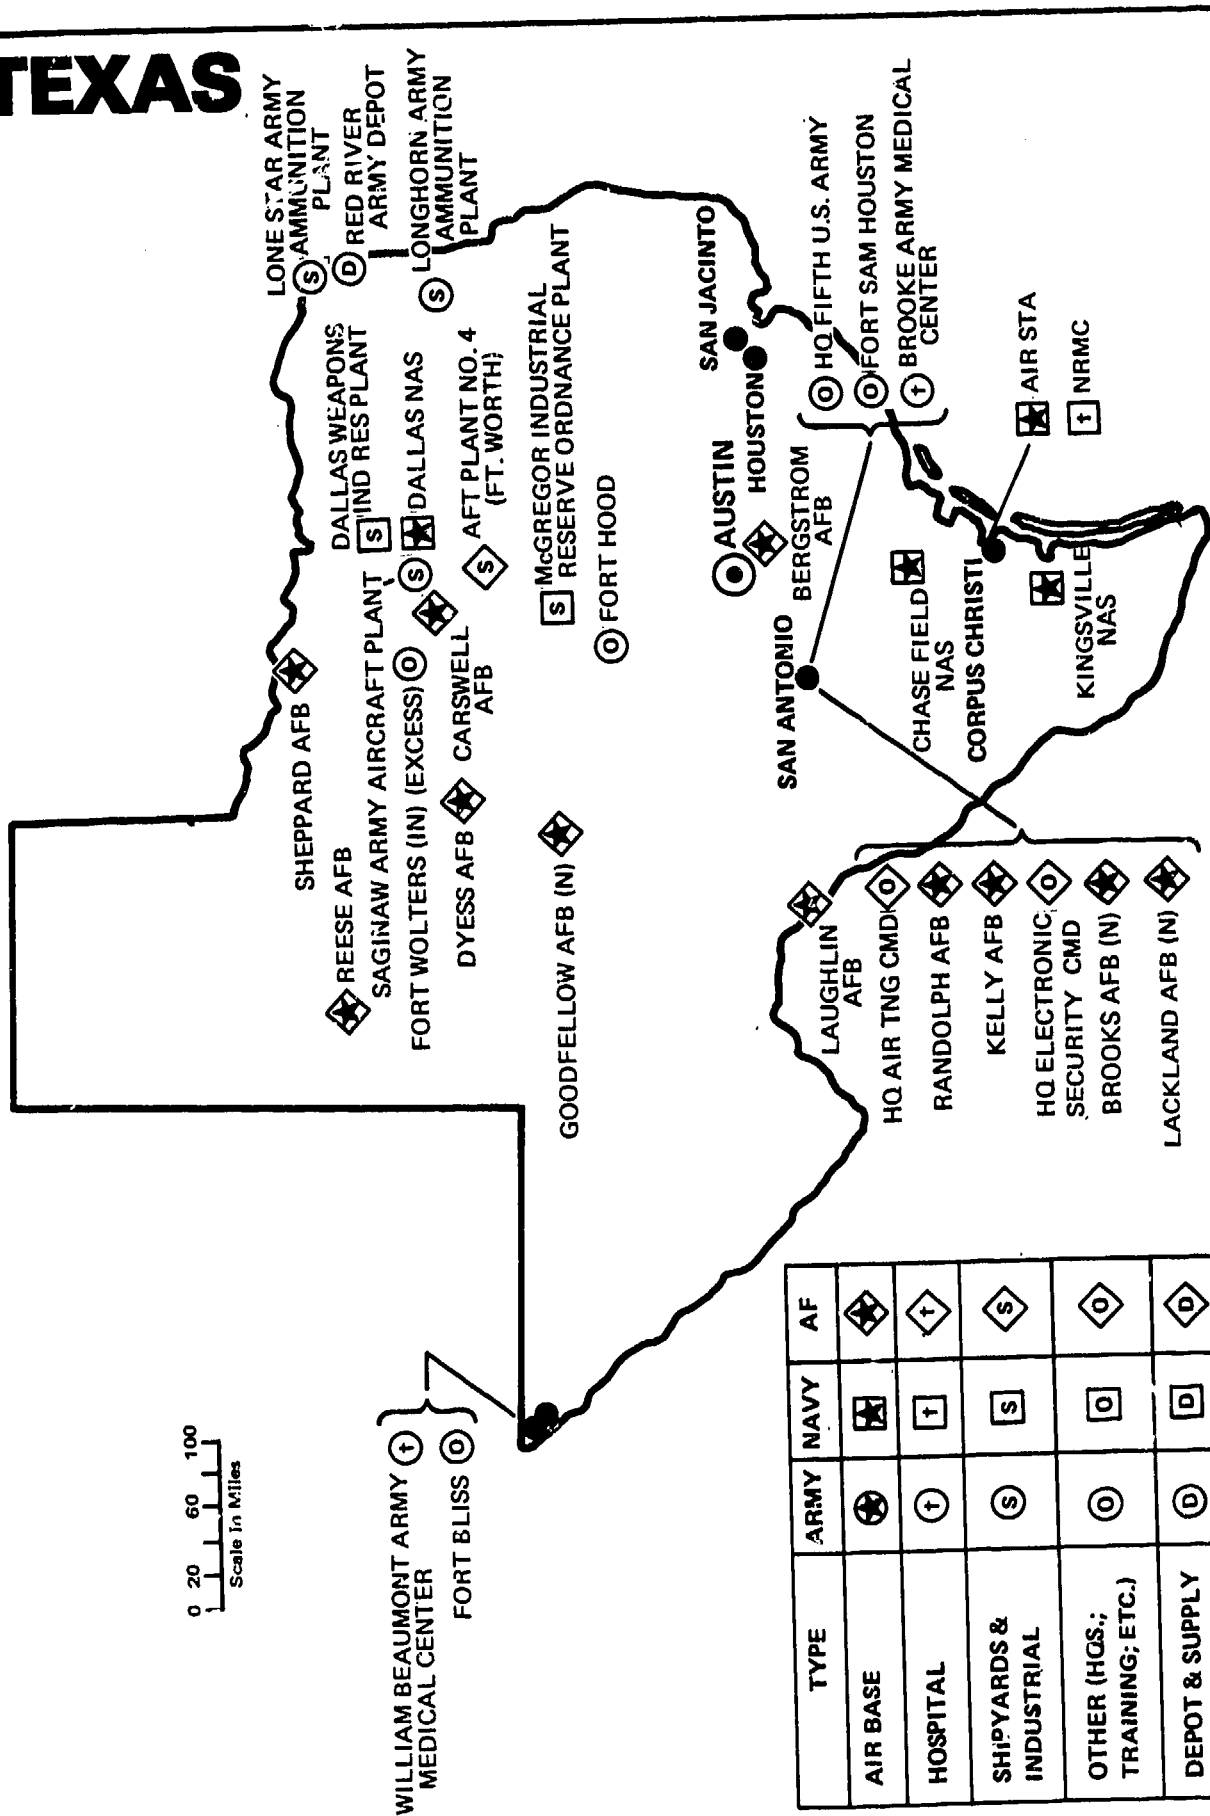 TEXAS
LONE STAR ARMY
AMMUNITION
PLANT
S
D
RED RIVER
ARMY DEPOT
LONGHORN ARMY
AMMUNITION
PLANT
S
DALLAS WEAPONS
IND RES PLANT
S
DALLAS NAS
S
AFT PLANT NO. 4
(FT. WORTH)
S
McGREGOR INDUSTRIAL
RESERVE ORDNANCE PLANT
S
FORT HOOD
O
SHEPPARD AFB
REESE AFB
SAGINAW ARMY AIRCRAFT PLANT
FORT WOLTERS (IN) (EXCESS)
O
CARSWELL
AFB
DYESS AFB
GOODFELLOW AFB (N)
SAN JACINTO
HOUSTON
AUSTIN
BERGSTROM
AFB
O HQ FIFTH U.S. ARMY
O FORT SAM HOUSTON
t BROOKE ARMY MEDICAL
CENTER
SAN ANTONIO
AIR STA
t NRMC
CHASE FIELD
NAS
CORPUS CHRISTI
KINGSVILLE
NAS
LAUGHLIN
AFB
HQ AIR TNG CMD O
RANDOLPH AFB
KELLY AFB
HQ ELECTRONIC O
SECURITY CMD
BROOKS AFB (N)
LACKLAND AFB (N)
WILLIAM BEAUMONT ARMY t
MEDICAL CENTER
FORT BLISS O
0 20 60 100
Scale In Miles
TYPE ARMY NAVY AF
AIR BASE
HOSPITAL t t t
SHIPYARDS & S S S
INDUSTRIAL
OTHER (HQS.; O O O
TRAINING; ETC.)
DEPOT & SUPPLY D D D